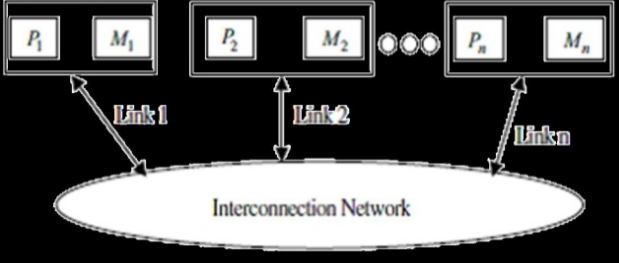 P1 M1 P2 M2 Pn Mn
Link 1 Link 2 Link n
Interconnection Network